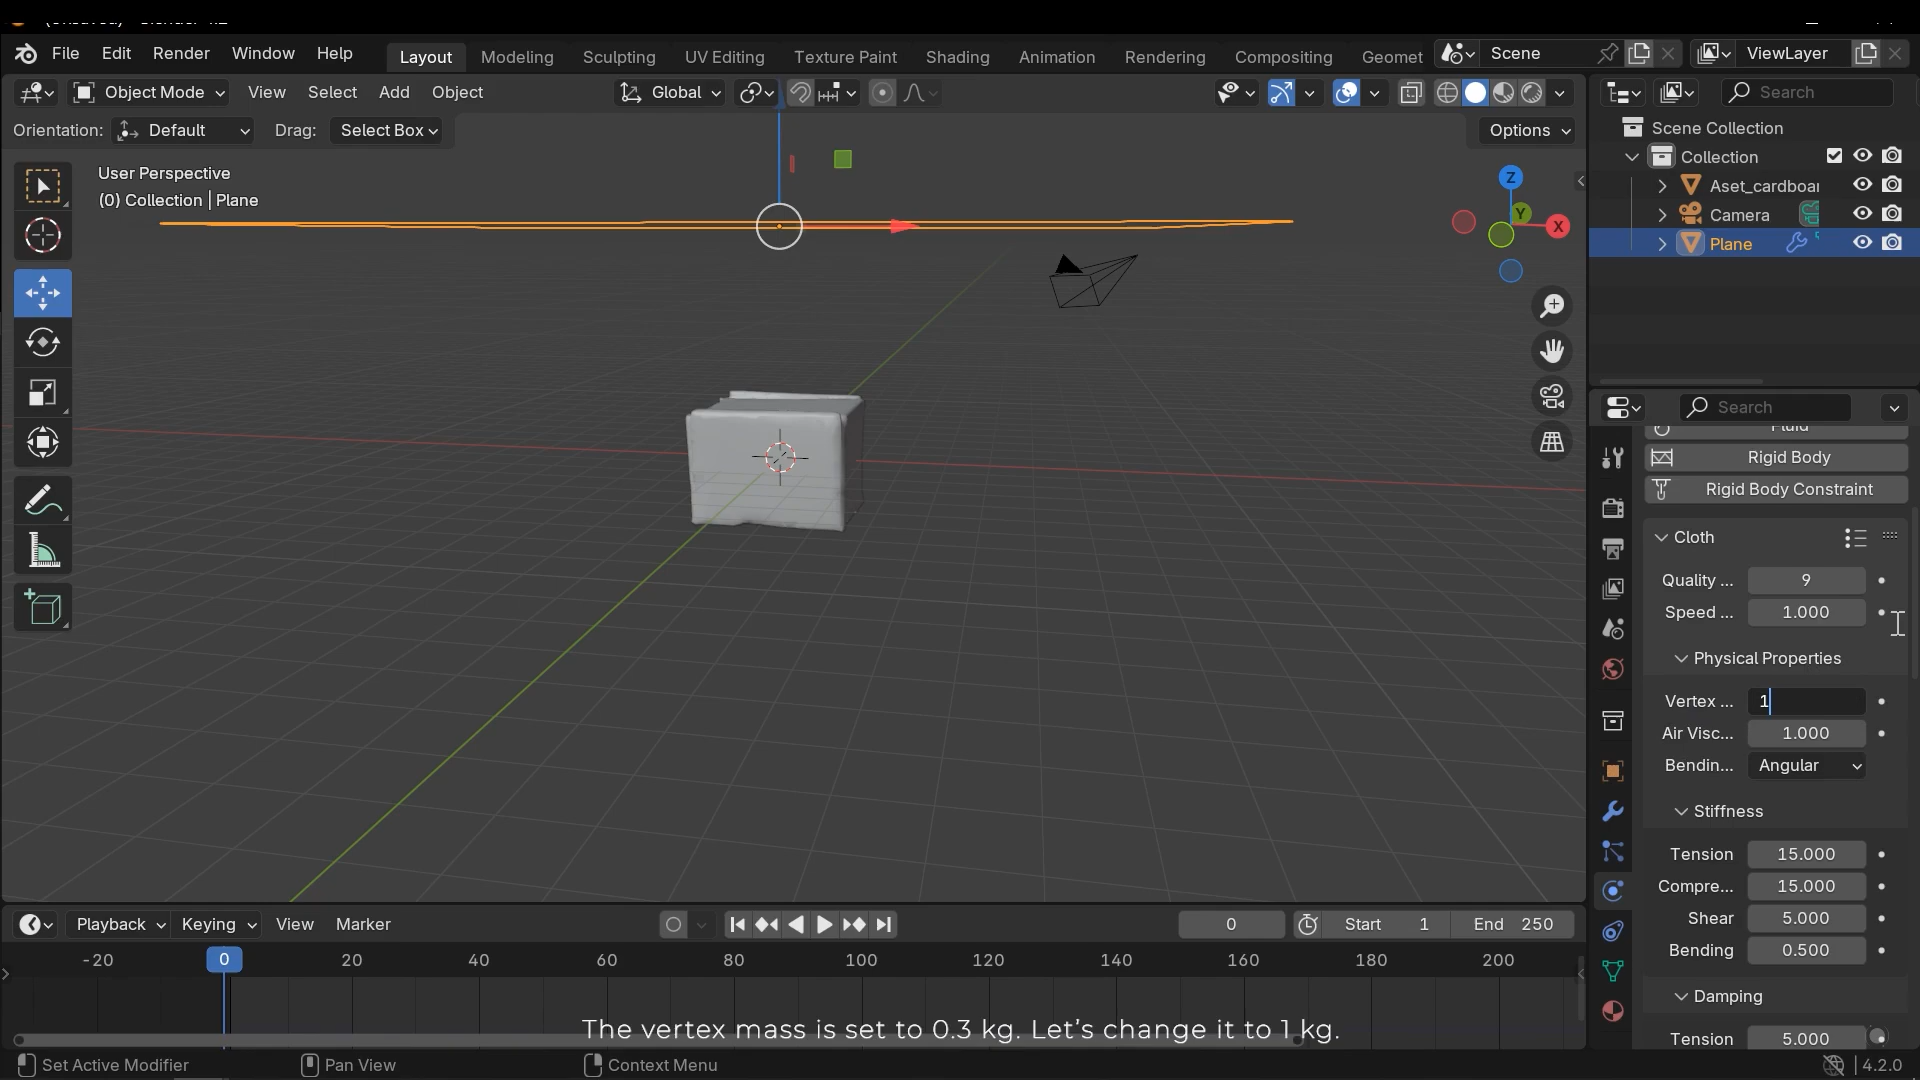 File Edit Render Window Help Layout Modeling Sculpting UV Editing Texture Paint Shading Animation Rendering Compositing Geomet Scene ViewLayer
Object Mode View Select Add Object Global Search
Orientation: Default Drag: Select Box Options
Scene Collection
Collection
Aset_cardboar
Camera
Plane
User Perspective
(0) Collection | Plane
Z
Y
X
Search
Fluid
Rigid Body
Rigid Body Constraint
Cloth
Quality ... 9
Speed ... 1.000
Physical Properties
Vertex ... 1
Air Visc... 1.000
Bendin... Angular
Stiffness
Tension 15.000
Compre... 15.000
Shear 5.000
Bending 0.500
Damping
Tension 5.000
Playback Keying View Marker 0 Start 1 End 250
-20 0 20 40 60 80 100 120 140 160 180 200
The vertex mass is set to 0.3 kg. Let's change it to 1 kg.
Set Active Modifier Pan View Context Menu 4.2.0